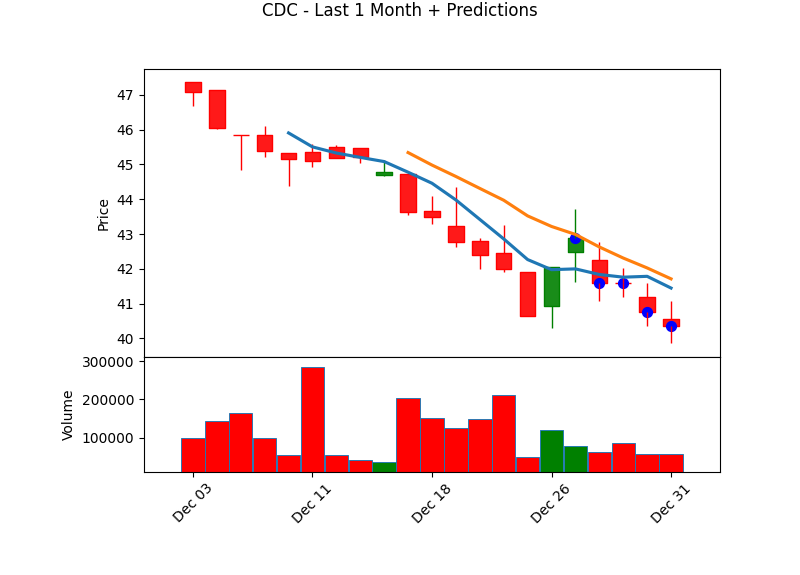 CDC - Last 1 Month + Predictions
47
46
45
44
43
42
41
40
Price
300000
200000
100000
Volume
Dec 03
Dec 11
Dec 18
Dec 26
Dec 31